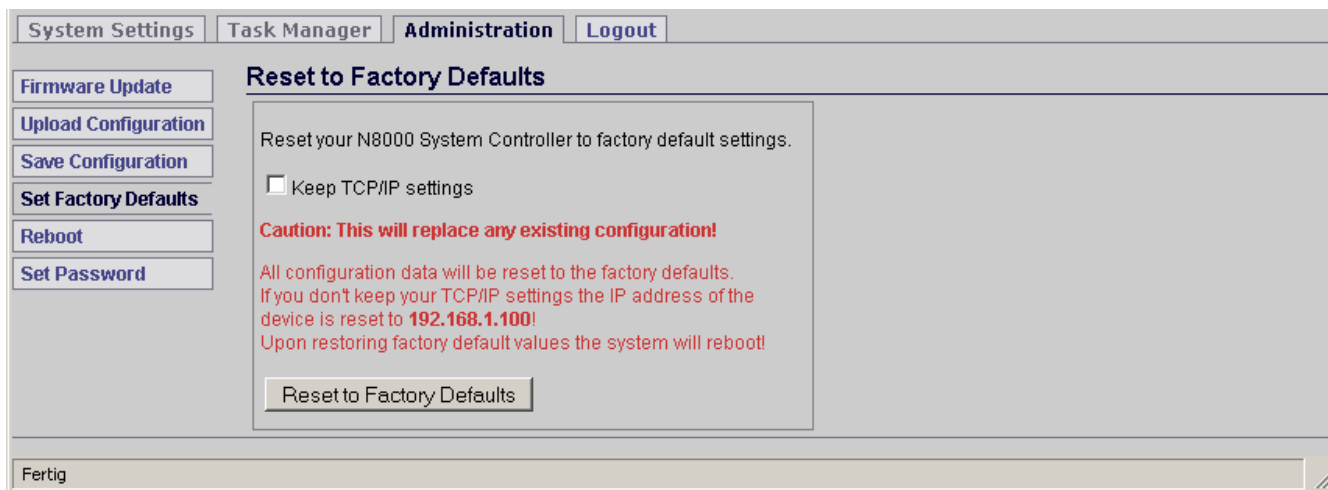 System Settings Task Manager Administration Logout
Firmware Update
Upload Configuration
Save Configuration
Set Factory Defaults
Reboot
Set Password
Reset to Factory Defaults
Reset your N8000 System Controller to factory default settings.
Keep TCP/IP settings
Caution: This will replace any existing configuration!
All configuration data will be reset to the factory defaults.
If you don't keep your TCP/IP settings the IP address of the
device is reset to 192.168.1.100!
Upon restoring factory default values the system will reboot!
Reset to Factory Defaults
Fertig